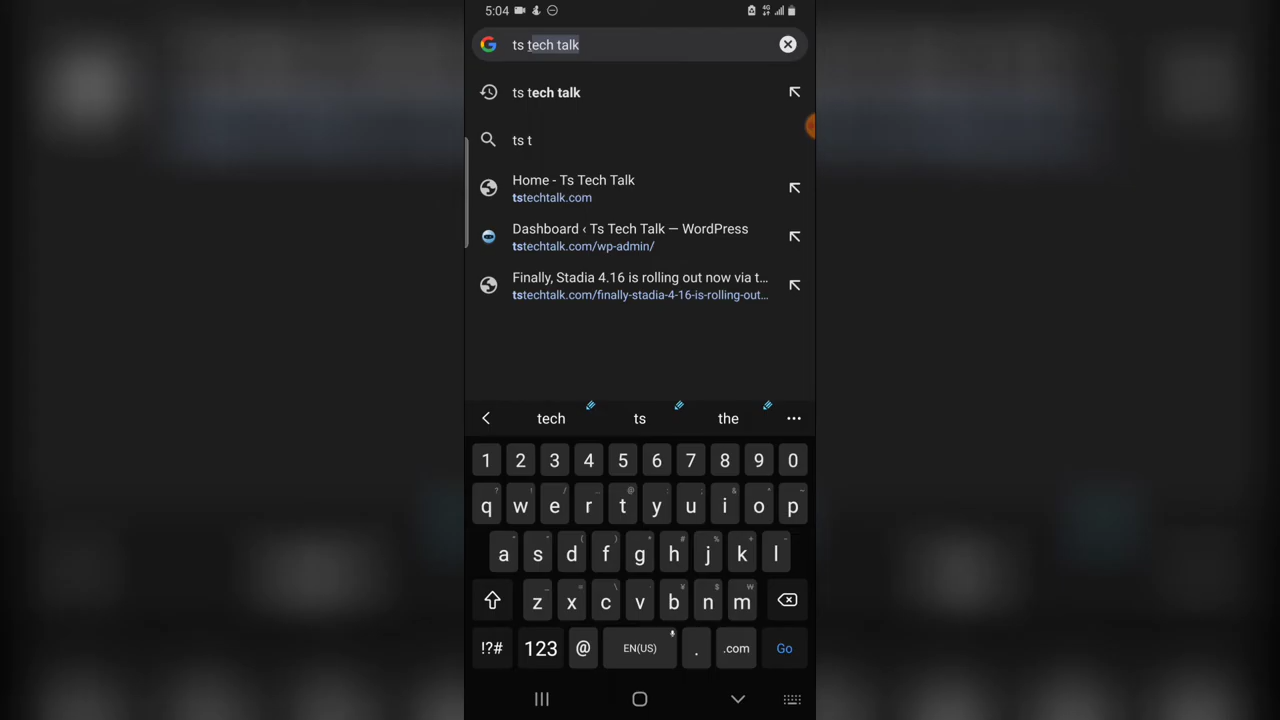 5:04
4G
ts tech talk
ts tech talk
ts t
Home - Ts Tech Talk
tstechtalk.com
Dashboard ‹ Ts Tech Talk — WordPress
tstechtalk.com/wp-admin/
Finally, Stadia 4.16 is rolling out now via t...
tstechtalk.com/finally-stadia-4-16-is-rolling-out...
tech ts the
1 2 3 4 5 6 7 8 9 0
q w e r t y u i o p
a s d f g h j k l
z x c v b n m
!?# 123 @ EN(US) . .com Go